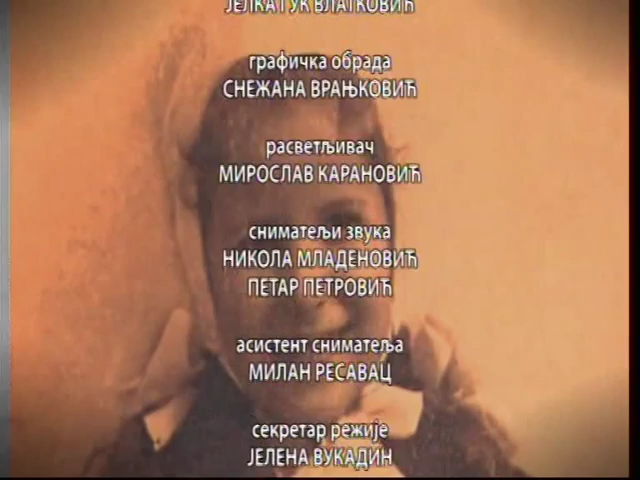 графичка обрада
СНЕЖАНА ВРАЊКОВИЋ
расветљивач
МИРОСЛАВ КАРАНОВИЋ
сниматељи звука
НИКОЛА МЛАДЕНОВИЋ
ПЕТАР ПЕТРОВИЋ
асистент сниматеља
МИЛАН РЕСАВАЦ
секретар режије
ЈЕЛЕНА ВУКАДИН